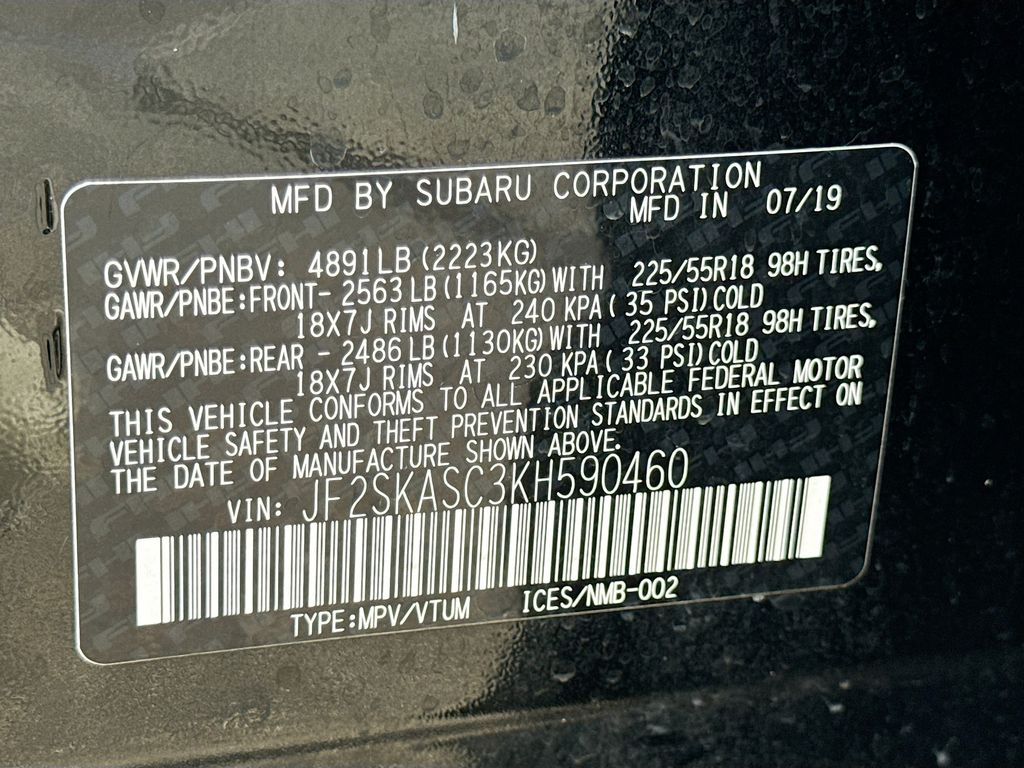 MFD BY SUBARU CORPORATION
MFD IN 07/19
GVWR/PNBV: 4891LB (2223KG)
GAWR/PNBE:FRONT- 2563LB(1165KG)WITH 225/55R18 98H TIRES,
18X7J RIMS AT 240 KPA( 35 PSI)COLD
GAWR/PNBE:REAR - 2486LB(1130KG)WITH 225/55R18 98H TIRES,
18X7J RIMS AT 230 KPA( 33 PSI)COLD
THIS VEHICLE CONFORMS TO ALL APPLICABLE FEDERAL MOTOR
VEHICLE SAFETY AND THEFT PREVENTION STANDARDS IN EFFECT ON
THE DATE OF MANUFACTURE SHOWN ABOVE.
VIN: JF2SKASC3KH590460
TYPE:MPV/VTUM ICES/NMB-002